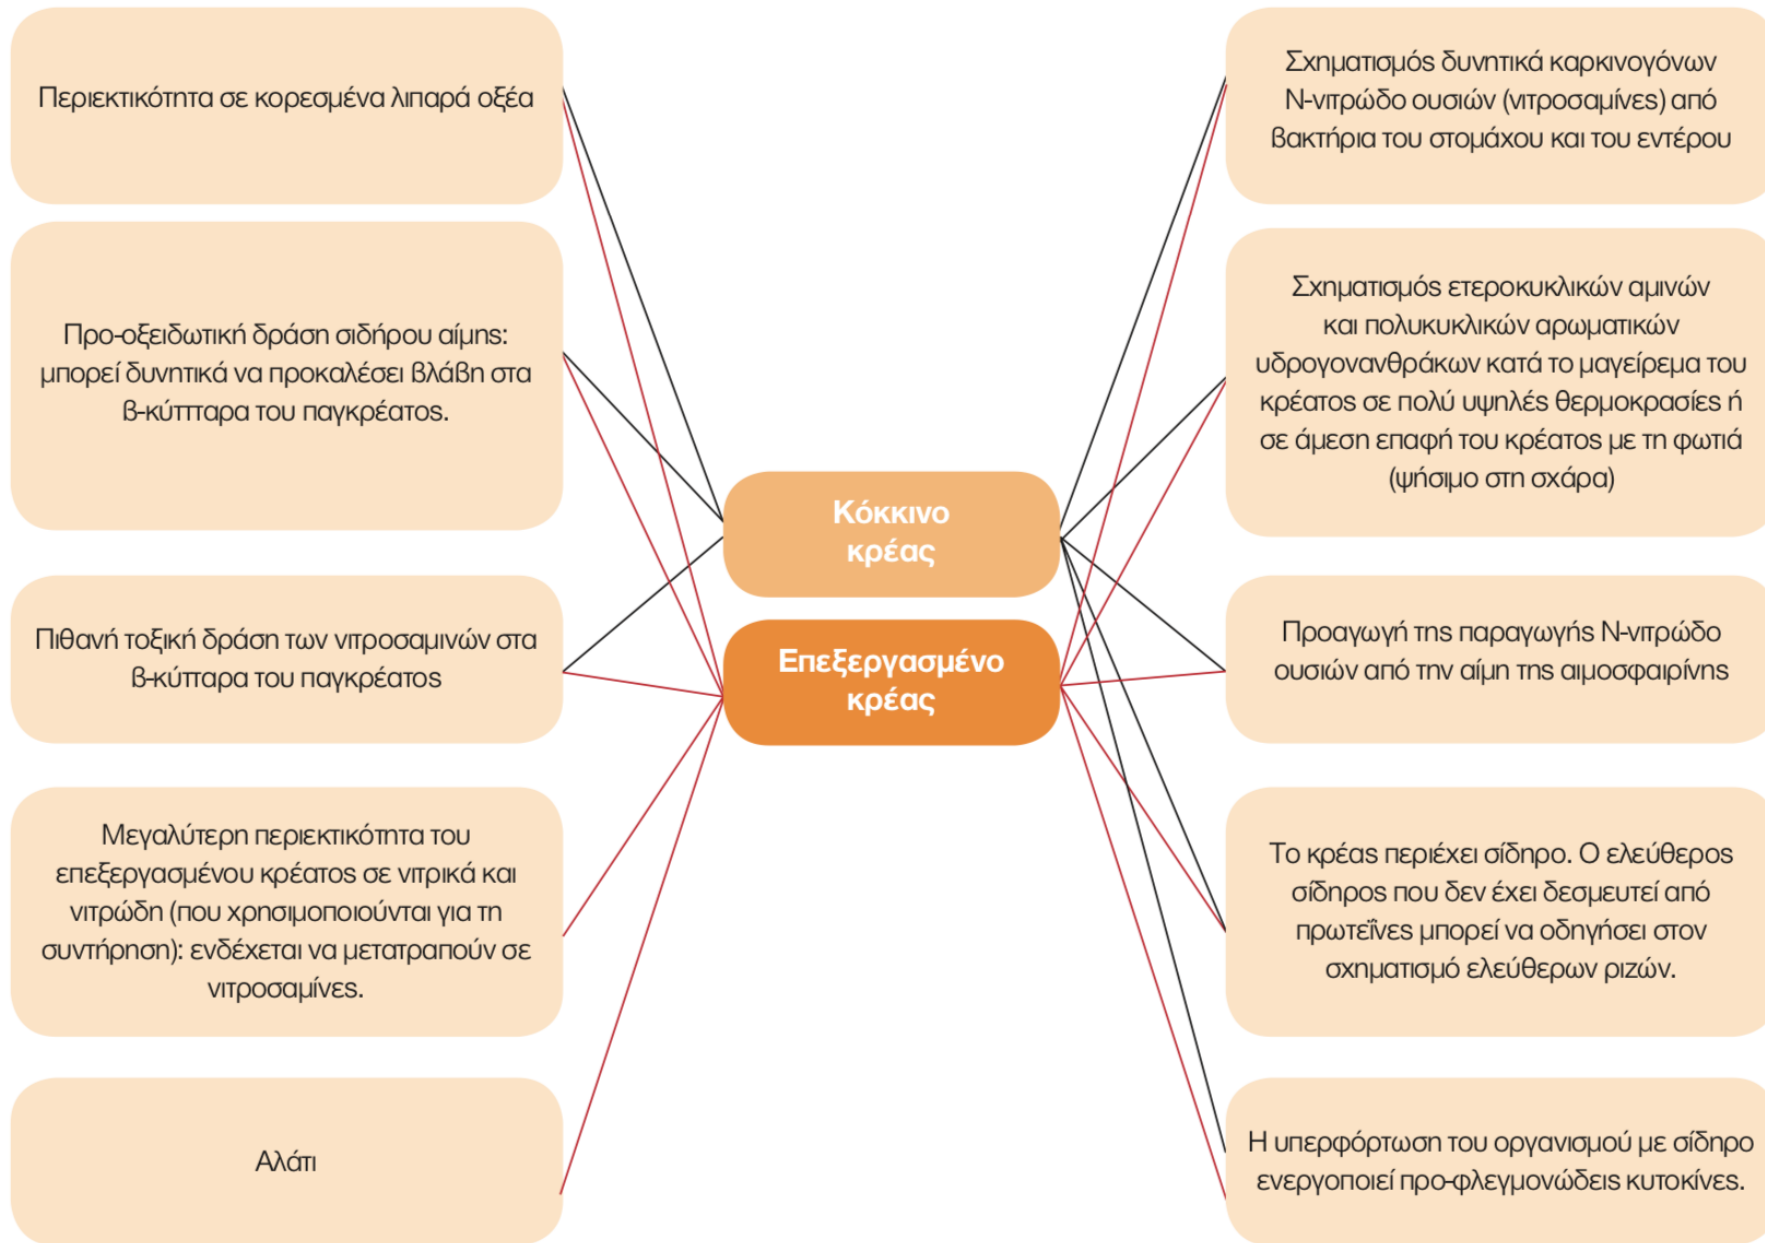 Περιεκτικότητα σε κορεσμένα λιπαρά οξέα
Προ-οξειδωτική δράση σιδήρου αίμης:
μπορεί δυνητικά να προκαλέσει βλάβη στα
β-κύτταρα του παγκρέατος.
Πιθανή τοξική δράση των νιτροσαμινών στα
β-κύτταρα του παγκρέατος
Μεγαλύτερη περιεκτικότητα του
επεξεργασμένου κρέατος σε νιτρικά και
νιτρώδη (που χρησιμοποιούνται για τη
συντήρηση): ενδέχεται να μετατραπούν σε
νιτροσαμίνες.
Αλάτι
Κόκκινο
κρέας
Επεξεργασμένο
κρέας
Σχηματισμός δυνητικά καρκινογόνων
Ν-νιτρώδο ουσιών (νιτροσαμίνες) από
βακτήρια του στομάχου και του εντέρου
Σχηματισμός ετεροκυκλικών αμινών
και πολυκυκλικών αρωματικών
υδρογονανθράκων κατά το μαγείρεμα του
κρέατος σε πολύ υψηλές θερμοκρασίες ή
σε άμεση επαφή του κρέατος με τη φωτιά
(ψήσιμο στη σχάρα)
Προαγωγή της παραγωγής Ν-νιτρώδο
ουσιών από την αίμη της αιμοσφαιρίνης
Το κρέας περιέχει σίδηρο. Ο ελεύθερος
σίδηρος που δεν έχει δεσμευτεί από
πρωτεΐνες μπορεί να οδηγήσει στον
σχηματισμό ελεύθερων ριζών.
Η υπερφόρτωση του οργανισμού με σίδηρο
ενεργοποιεί προ-φλεγμονώδεις κυτοκίνες.